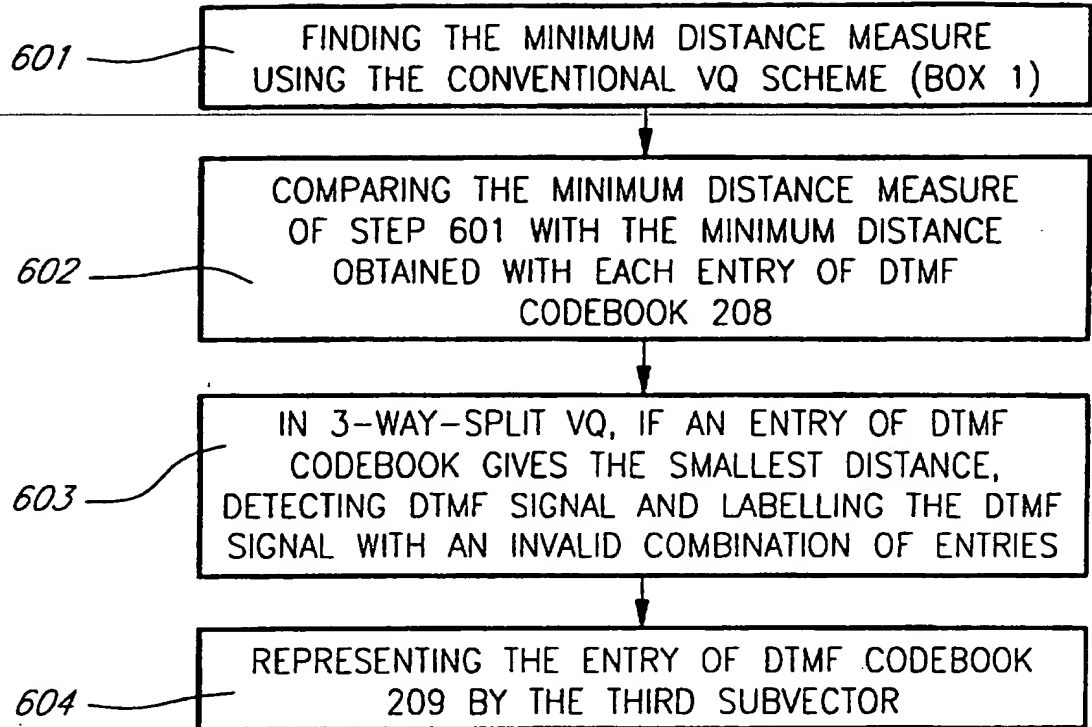 601
FINDING THE MINIMUM DISTANCE MEASURE
USING THE CONVENTIONAL VQ SCHEME (BOX 1)
602
COMPARING THE MINIMUM DISTANCE MEASURE
OF STEP 601 WITH THE MINIMUM DISTANCE
OBTAINED WITH EACH ENTRY OF DTMF
CODEBOOK 208
603
IN 3-WAY-SPLIT VQ, IF AN ENTRY OF DTMF
CODEBOOK GIVES THE SMALLEST DISTANCE,
DETECTING DTMF SIGNAL AND LABELLING THE DTMF
SIGNAL WITH AN INVALID COMBINATION OF ENTRIES
604
REPRESENTING THE ENTRY OF DTMF CODEBOOK
209 BY THE THIRD SUBVECTOR